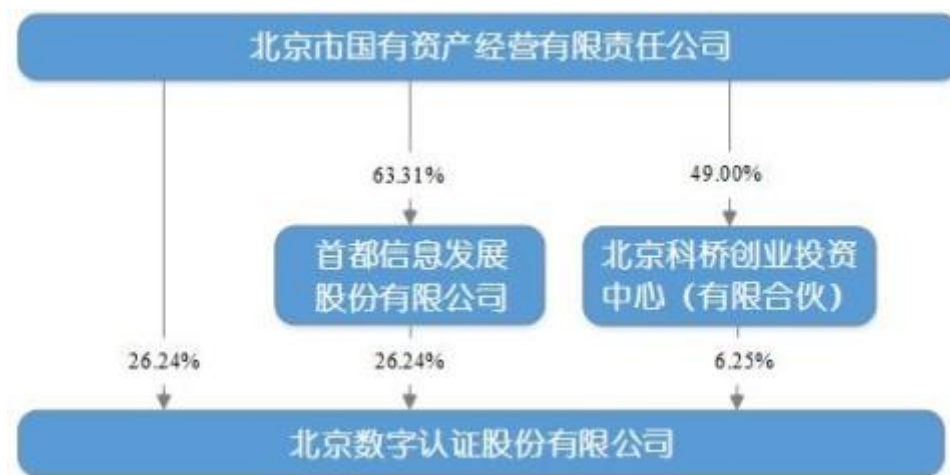 北京市国有资产经营有限责任公司
63.31%
49.00%
首都信息发展
股份有限公司
北京科桥创业投资
中心（有限合伙）
26.24%
26.24%
6.25%
北京数字认证股份有限公司